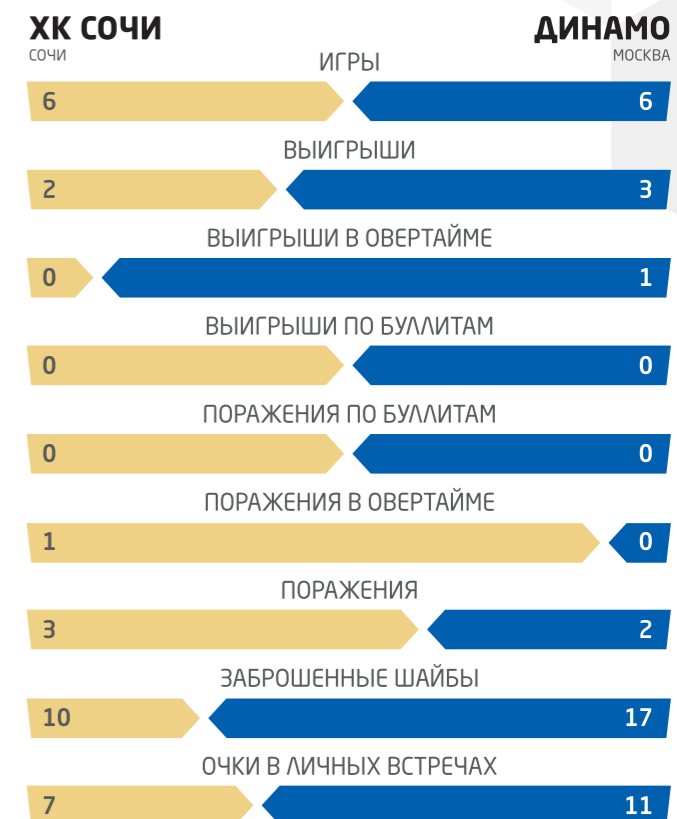 ХК СОЧИ ДИНАМО
СОЧИ МОСКВА
ИГРЫ
6 6
ВЫИГРЫШИ
2 3
ВЫИГРЫШИ В ОВЕРТАЙМЕ
0 1
ВЫИГРЫШИ ПО БУЛЛИТАМ
0 0
ПОРАЖЕНИЯ ПО БУЛЛИТАМ
0 0
ПОРАЖЕНИЯ В ОВЕРТАЙМЕ
1 0
ПОРАЖЕНИЯ
3 2
ЗАБРОШЕННЫЕ ШАЙБЫ
10 17
ОЧКИ В ЛИЧНЫХ ВСТРЕЧАХ
7 11